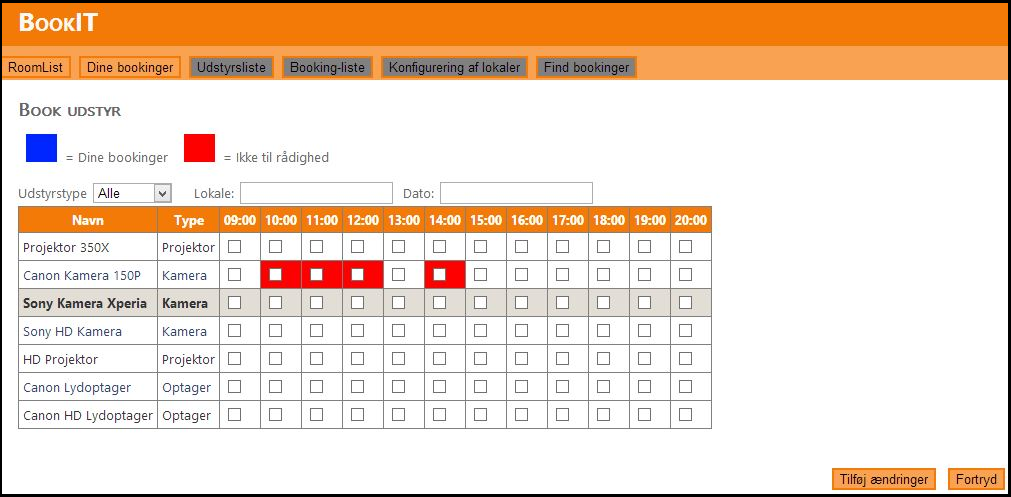 BookIT
RoomList Dine bookinger Udstyrsliste Booking-liste Konfigurering af lokaler Find bookinger
Book udstyr
= Dine bookinger = Ikke til rådighed
Udstyrstype Alle Lokale: Dato:
Navn Type 09:00 10:00 11:00 12:00 13:00 14:00 15:00 16:00 17:00 18:00 19:00 20:00
Projektor 350X Projektor
Canon Kamera 150P Kamera
Sony Kamera Xperia Kamera
Sony HD Kamera Kamera
HD Projektor Projektor
Canon Lydoptager Optager
Canon HD Lydoptager Optager
Tilføj ændringer Fortryd